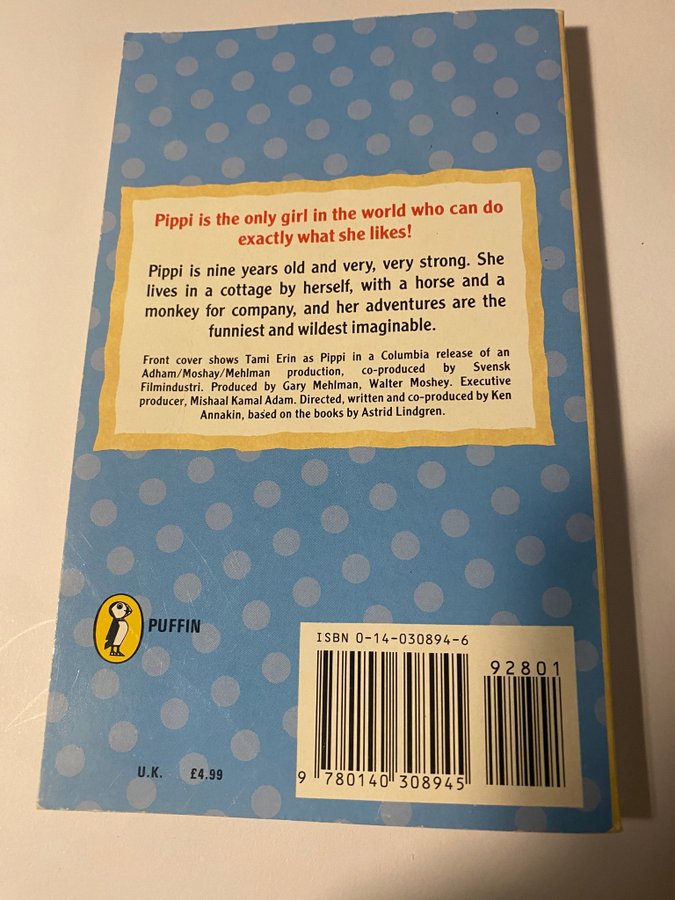 Pippi is the only girl in the world who can do
exactly what she likes!
Pippi is nine years old and very, very strong. She
lives in a cottage by herself, with a horse and a
monkey for company, and her adventures are the
funniest and wildest imaginable.
Front cover shows Tami Erin as Pippi in a Columbia release of an
Adham/Moshay/Mehlman production, co-produced by Svensk
Filmindustri. Produced by Gary Mehlman, Walter Moshey. Executive
producer, Mishaal Kamal Adam. Directed, written and co-produced by Ken
Annakin, based on the books by Astrid Lindgren.
PUFFIN
ISBN 0-14-030894-6
92801
9 780140 308945
U.K. £4.99